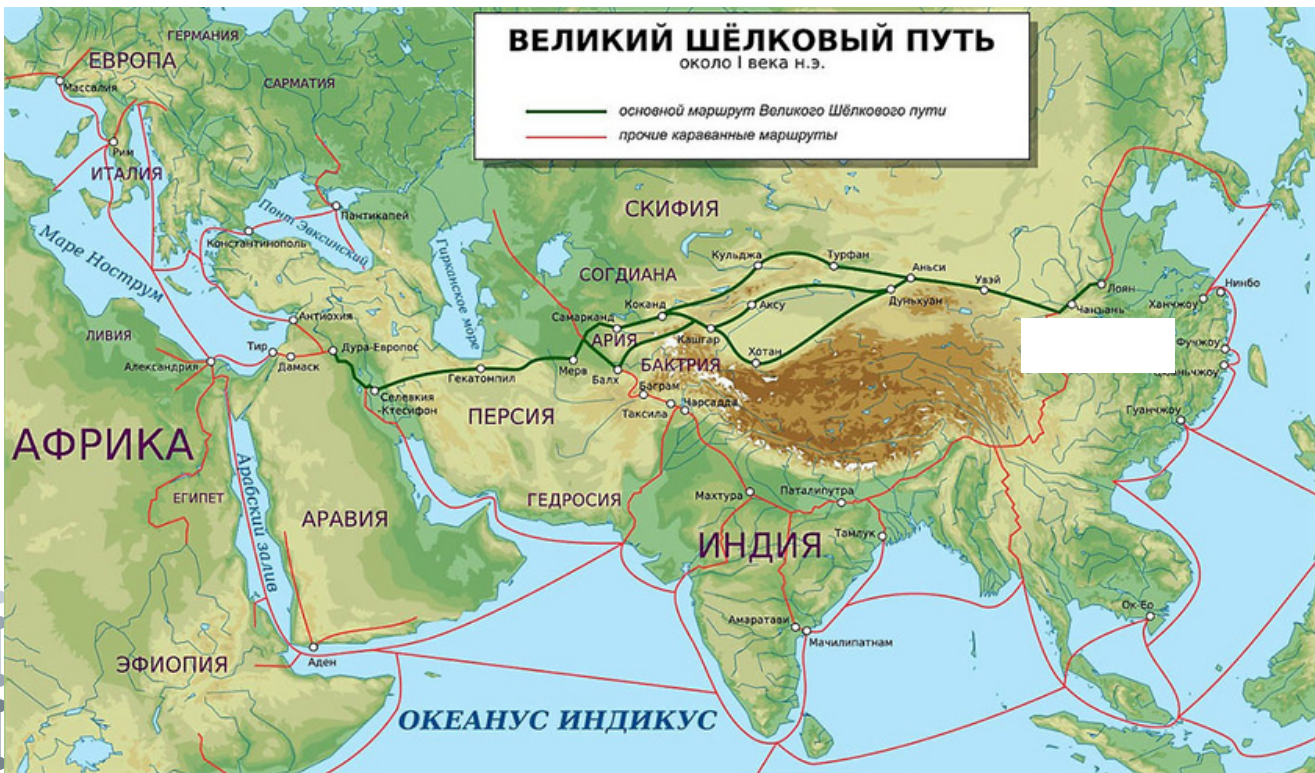 ВЕЛИКИЙ ШЁЛКОВЫЙ ПУТЬ
около I века н.э.
основной маршрут Великого Шёлкового пути
прочие караванные маршруты
ГЕРМАНИЯ
ЕВРОПА
САРМАТИЯ
Массалия
Рим
ИТАЛИЯ
СКИФИЯ
Пантикапей
Понт Эвксинский
Константинополь
Маре Нострум
Гирканское море
Кульджа
Турфан
Аньси
Увэй
Лоян
Нинбо
СОГДИАНА
Коканд
Аксу
Дуньхуан
Чанъань
Ханчжоу
Самарканд
Антиохия
ЛИВИЯ
АРИЯ
Кашгар
Хотан
Фучжоу
Тир
Дура-Европос
Александрия
Дамаск
Мерв
БАКТРИЯ
Гекатомпил
Балх
Баграм
Селевкия
-Ктесифон
ПЕРСИЯ
Таксила
Чарсадда
Гуанчжоу
АФРИКА
Арабский залив
ЕГИПЕТ
АРАВИЯ
ГЕДРОСИЯ
Махтура
Паталипутра
ИНДИЯ
Тамлук
Амаратави
Мачилипатнам
Ок-Ео
ЭФИОПИЯ
Аден
ОКЕАНУС ИНДИКУС